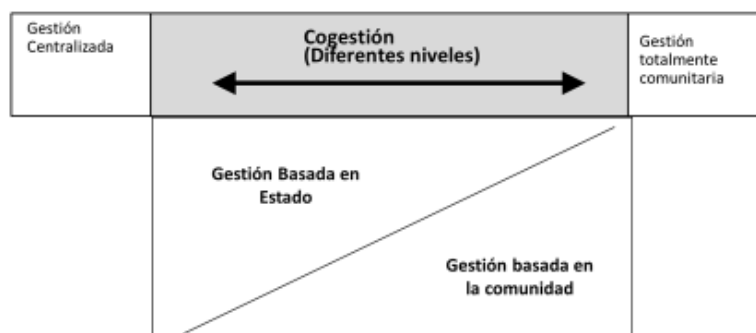 Gestión
Centralizada
Cogestión
(Diferentes niveles)
Gestión
totalmente
comunitaria
Gestión Basada en
Estado
Gestión basada en
la comunidad